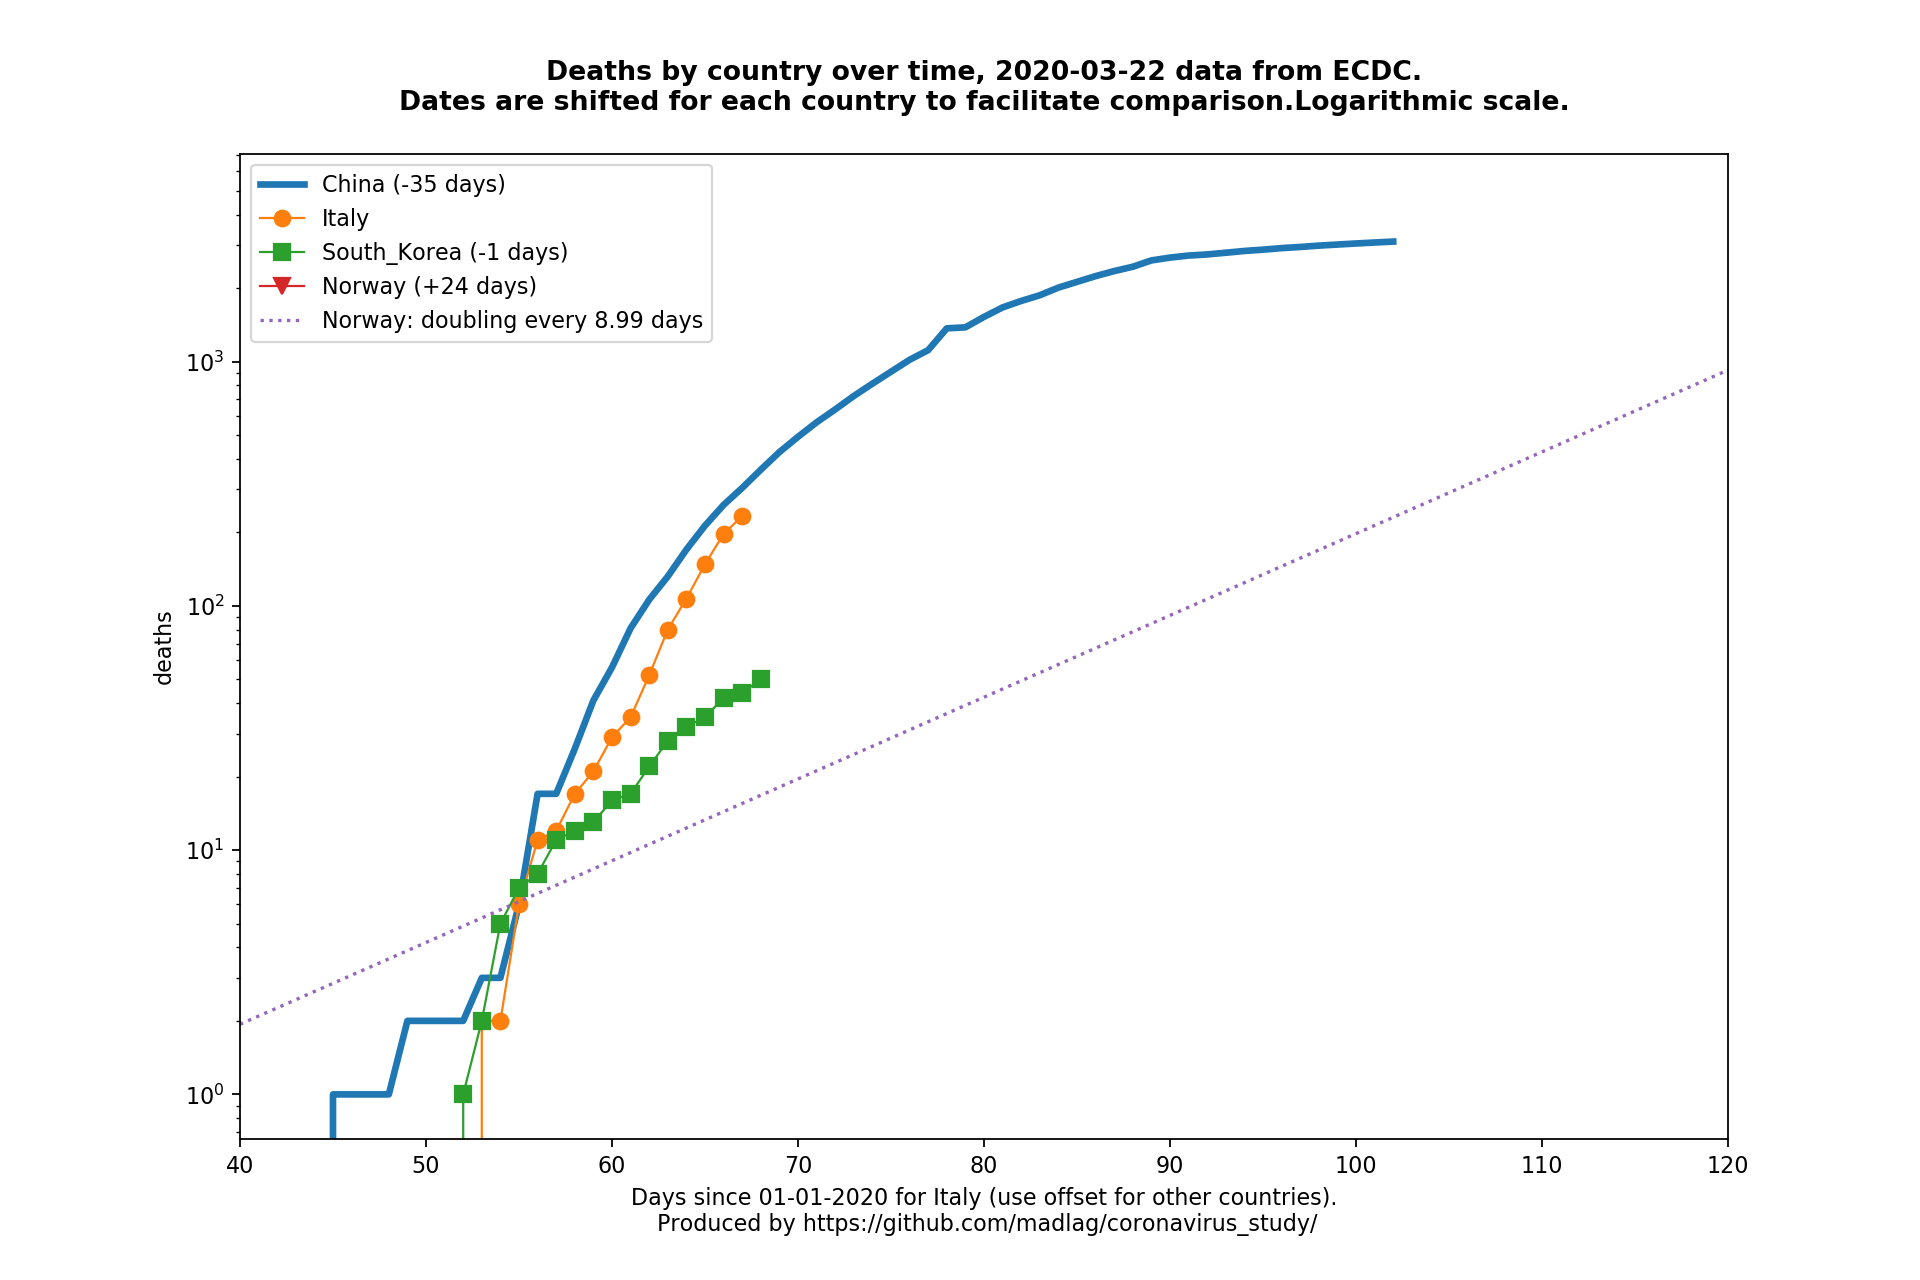 Deaths by country over time, 2020-03-22 data from ECDC.
Dates are shifted for each country to facilitate comparison.Logarithmic scale.
China (-35 days)
Italy
South_Korea (-1 days)
Norway (+24 days)
Norway: doubling every 8.99 days
10³
10²
10¹
10⁰
deaths
40 50 60 70 80 90 100 110 120
Days since 01-01-2020 for Italy (use offset for other countries).
Produced by https://github.com/madlag/coronavirus_study/